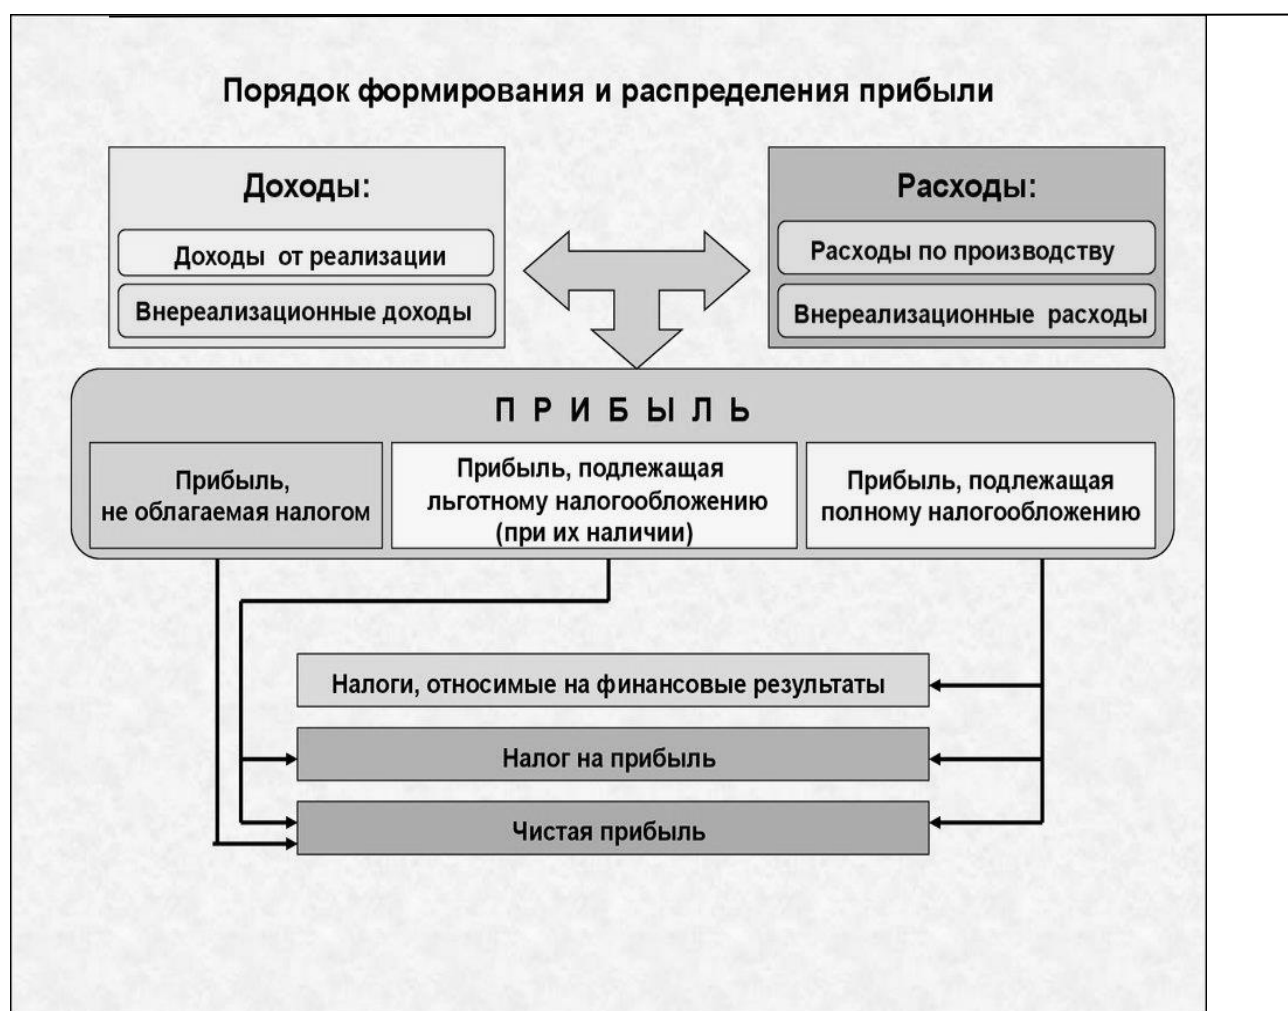 Порядок формирования и распределения прибыли
Доходы:
Доходы от реализации
Внереализационные доходы
Расходы:
Расходы по производству
Внереализационные расходы
ПРИБЫЛЬ
Прибыль,
не облагаемая налогом
Прибыль, подлежащая
льготному налогообложению
(при их наличии)
Прибыль, подлежащая
полному налогообложению
Налоги, относимые на финансовые результаты
Налог на прибыль
Чистая прибыль